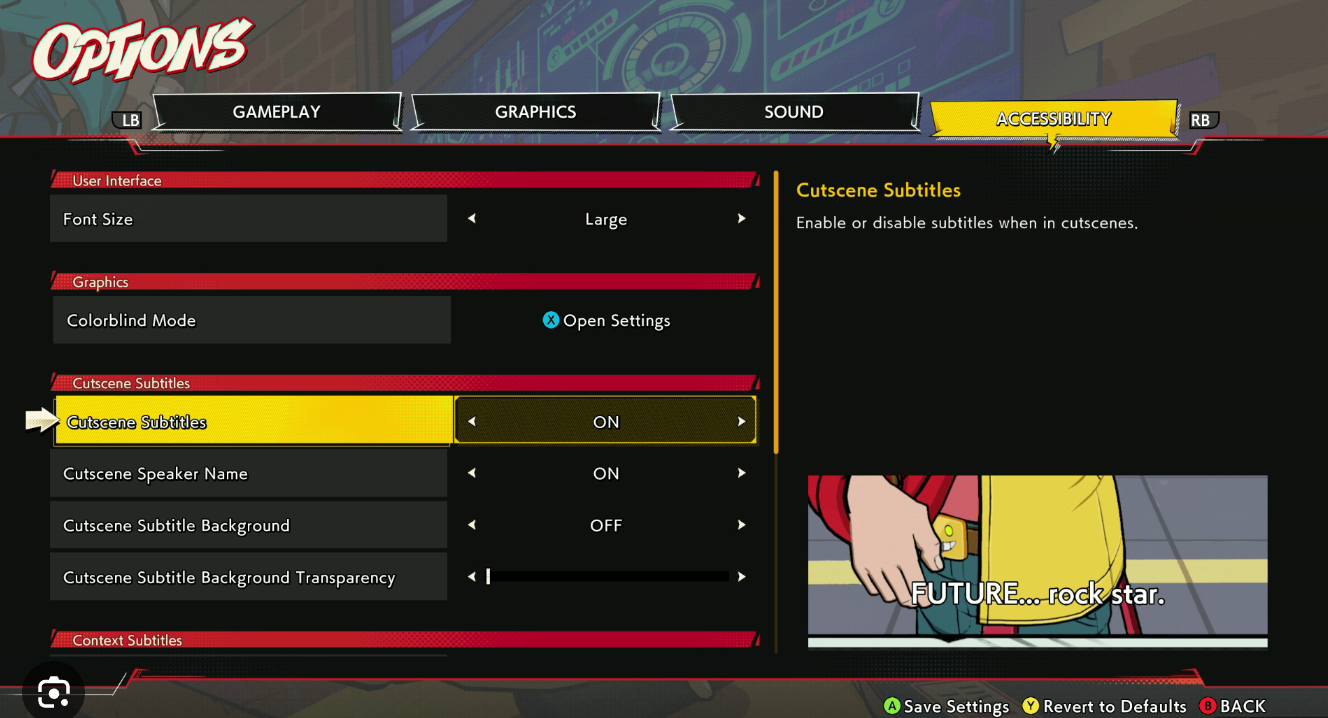 OPTIONS
LB
GAMEPLAY
GRAPHICS
SOUND
ACCESSIBILITY
RB
User Interface
Font Size
Large
Graphics
Colorblind Mode
X Open Settings
Cutscene Subtitles
Cutscene Subtitles
ON
Cutscene Speaker Name
ON
Cutscene Subtitle Background
OFF
Cutscene Subtitle Background Transparency
Context Subtitles
Cutscene Subtitles
Enable or disable subtitles when in cutscenes.
FUTURE... rock star.
A Save Settings Y Revert to Defaults B BACK